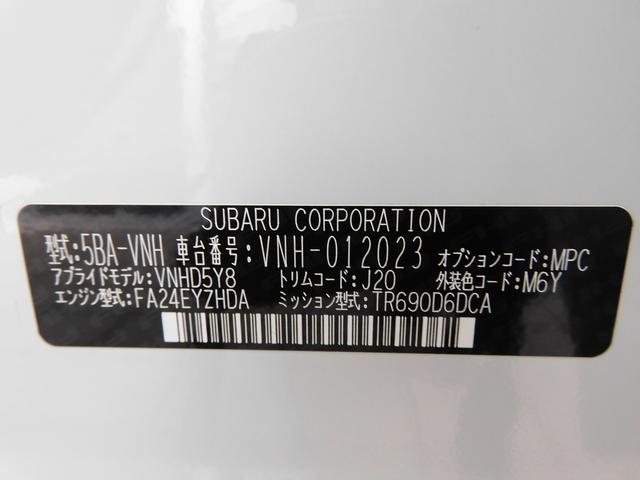 SUBARU CORPORATION
型式:5BA-VNH 車台番号:VNH-012023 オプションコード:MPC
アプライドモデル:VNHD5Y8 トリムコード:J20 外装色コード:M6Y
エンジン型式:FA24EYZHDA ミッション型式:TR690D6DCA